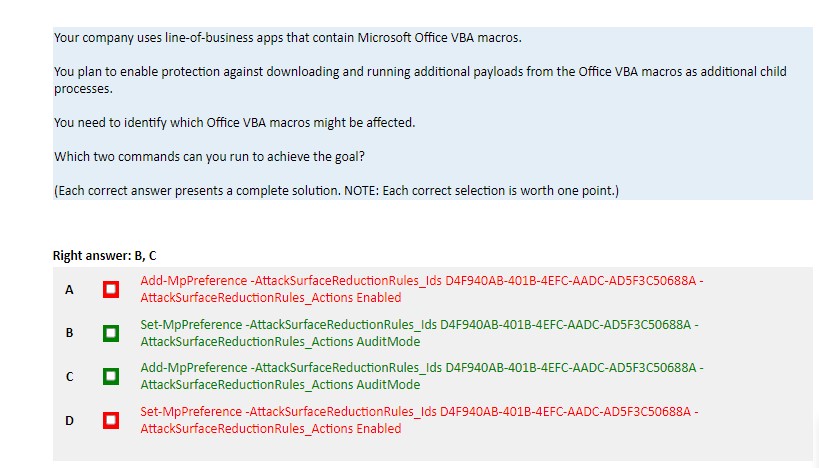 Your company uses line-of-business apps that contain Microsoft Office VBA macros.
You plan to enable protection against downloading and running additional payloads from the Office VBA macros as additional child
processes.
You need to identify which Office VBA macros might be affected.
Which two commands can you run to achieve the goal?
(Each correct answer presents a complete solution. NOTE: Each correct selection is worth one point.)
Right answer: B, C
A
Add-MpPreference -AttackSurfaceReductionRules_Ids D4F940AB-401B-4EFC-AADC-AD5F3C50688A -
AttackSurfaceReductionRules_Actions Enabled
B
Set-MpPreference -AttackSurfaceReductionRules_Ids D4F940AB-401B-4EFC-AADC-AD5F3C50688A -
AttackSurfaceReductionRules_Actions AuditMode
C
Add-MpPreference -AttackSurfaceReductionRules_Ids D4F940AB-401B-4EFC-AADC-AD5F3C50688A -
AttackSurfaceReductionRules_Actions AuditMode
D
Set-MpPreference -AttackSurfaceReductionRules_Ids D4F940AB-401B-4EFC-AADC-AD5F3C50688A -
AttackSurfaceReductionRules_Actions Enabled